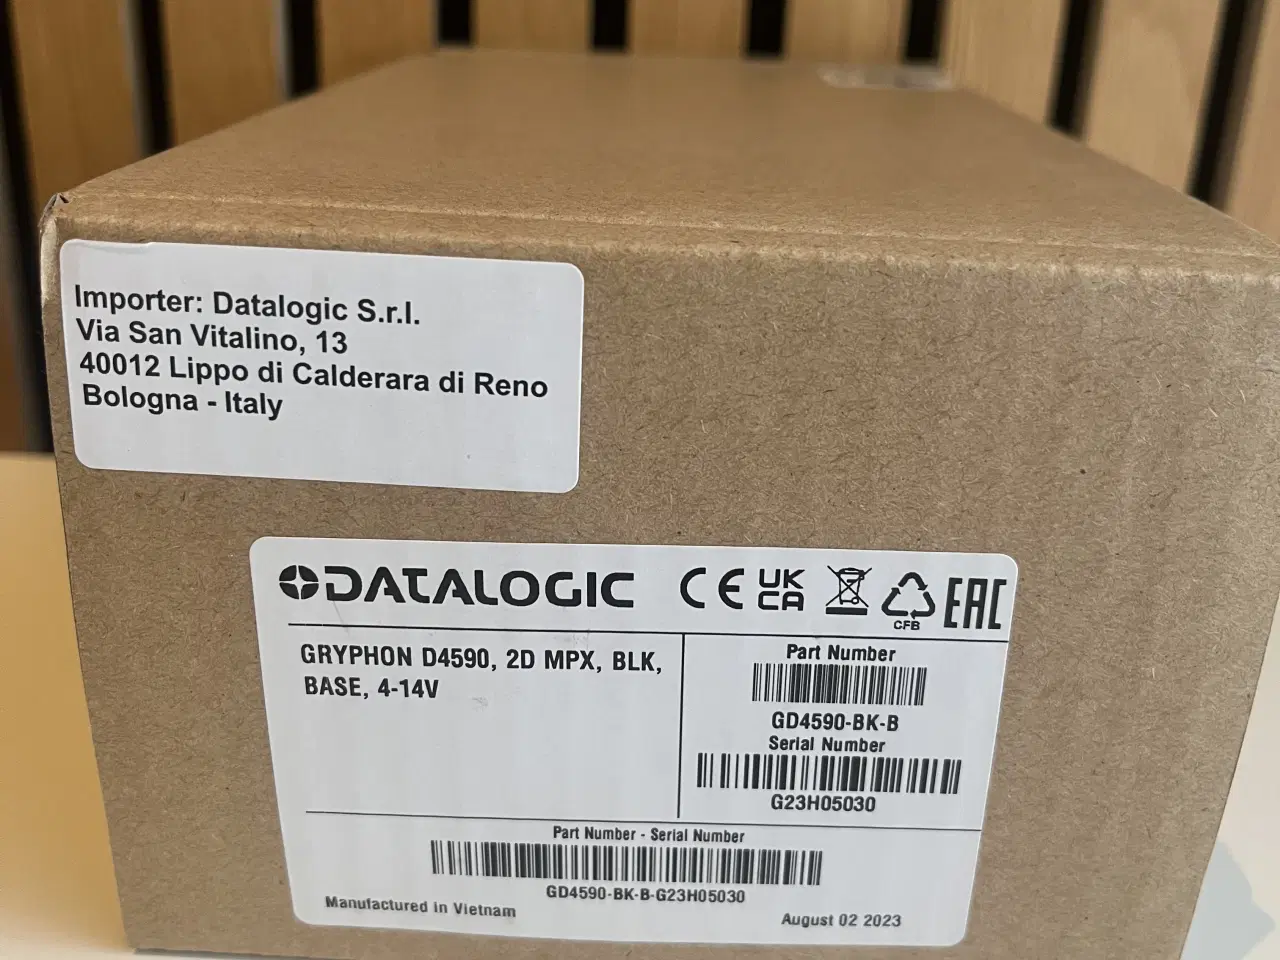 Importer: Datalogic S.r.l.
Via San Vitalino, 13
40012 Lippo di Calderara di Reno
Bologna - Italy
DATALOGIC
CE UKCA CFB EAC
GRYPHON D4590, 2D MPX, BLK,
BASE, 4-14V
Part Number
GD4590-BK-B
Serial Number
G23H05030
Part Number - Serial Number
GD4590-BK-B-G23H05030
Manufactured in Vietnam
August 02 2023